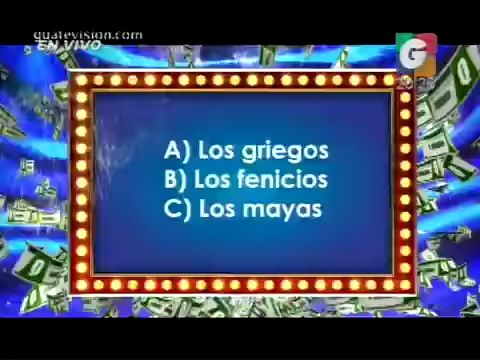 guatevision.com
EN VIVO
G
A) Los griegos
B) Los fenicios
C) Los mayas